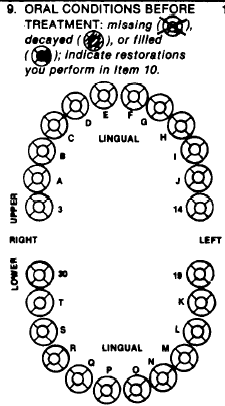 9. ORAL CONDITIONS BEFORE
TREATMENT: missing ( ),
decayed ( ), or filled
( ); indicate restorations
you perform in Item 10.
E F
D G
LINGUAL
C H
B I
A J
UPPER
3 14
RIGHT LEFT
LOWER
30 19
T K
S L
LINGUAL
R M
Q N
P O